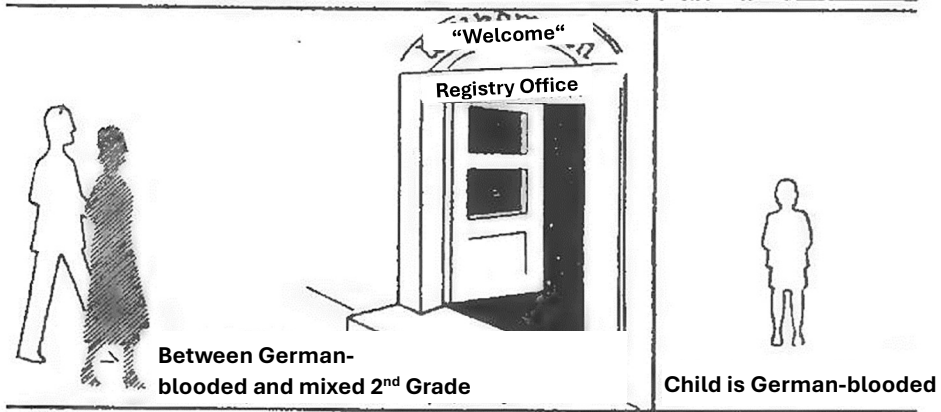 “Welcome“
Registry Office
Between German-
blooded and mixed 2nd Grade
Child is German-blooded